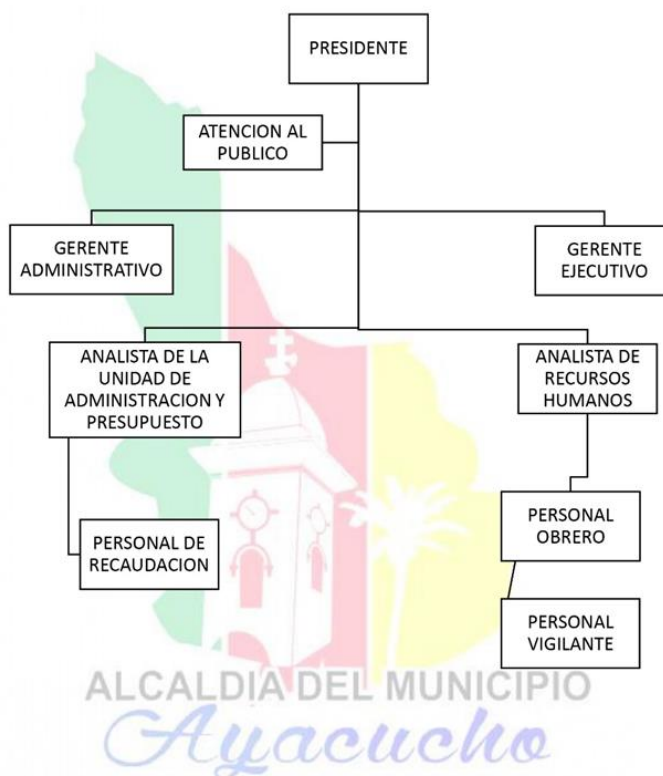 PRESIDENTE
ATENCION AL
PUBLICO
GERENTE
ADMINISTRATIVO
GERENTE
EJECUTIVO
ANALISTA DE LA
UNIDAD DE
ADMINISTRACION Y
PRESUPUESTO
ANALISTA DE
RECURSOS
HUMANOS
PERSONAL DE
RECAUDACION
PERSONAL
OBRERO
PERSONAL
VIGILANTE
ALCALDIA DEL MUNICIPIO
Ayacucho